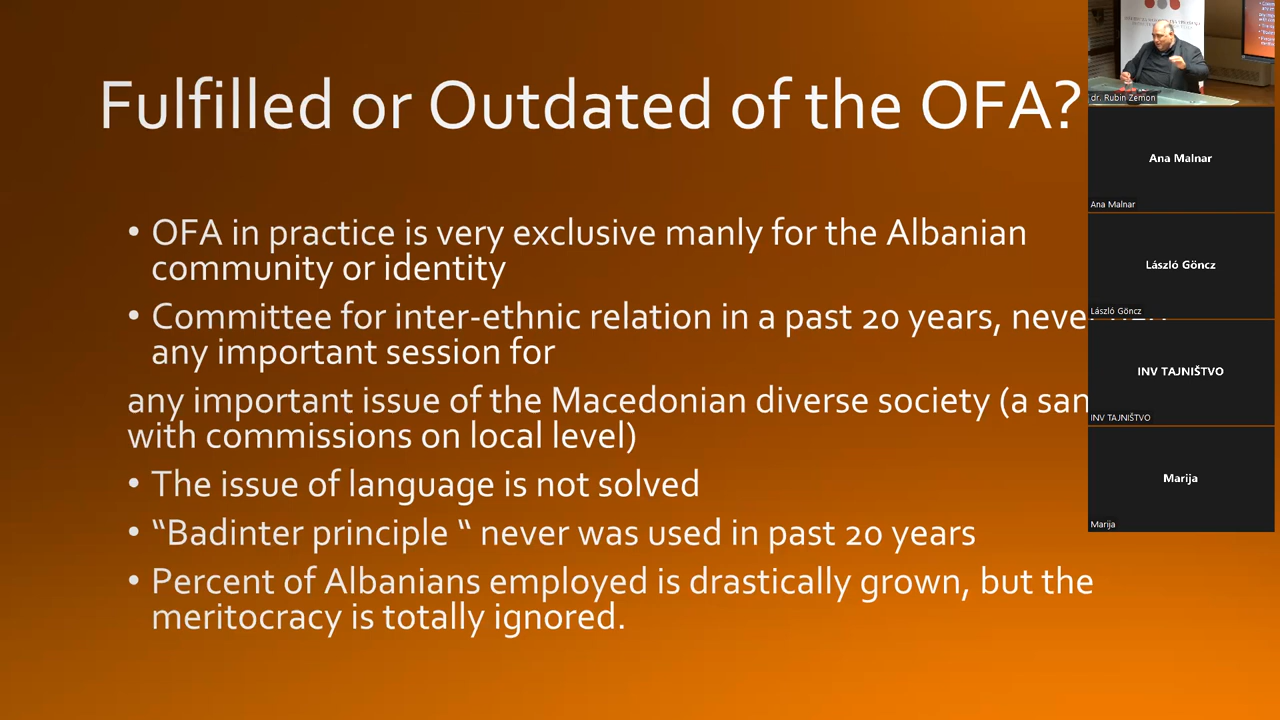 Fulfilled or Outdated of the OFA?
• OFA in practice is very exclusive manly for the Albanian
community or identity
• Committee for inter-ethnic relation in a past 20 years,
any important session for
any important issue of the Macedonian diverse society (a
with commissions on local level)
• The issue of language is not solved
• “Badinter principle “ never was used in past 20 years
• Percent of Albanians employed is drastically grown, but the
meritocracy is totally ignored.
dr. Rubin Zemon
Ana Malnar
Ana Malnar
László Göncz
László Göncz
INV TAJNIŠTVO
INV TAJNIŠTVO
Marija
Marija